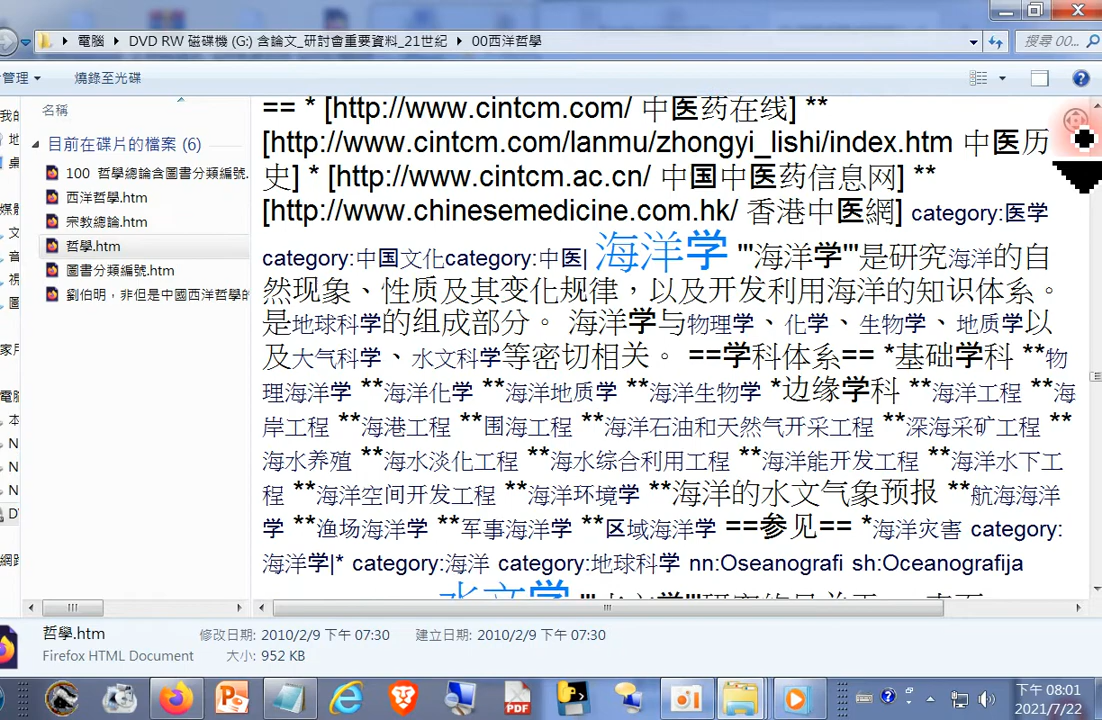 電腦 ▸ DVD RW 磁碟機 (G:) 含論文_研討會重要資料_21世紀 ▸ 00西洋哲學
搜尋 00...
管理 ▾ 燒錄至光碟
名稱
目前在碟片的檔案 (6)
100 哲學總論含圖書分類編號.
西洋哲學.htm
宗教總論.htm
哲學.htm
圖書分類編號.htm
劉伯明，非但是中國西洋哲學的
== * [http://www.cintcm.com/ 中医药在线] **
[http://www.cintcm.com/lanmu/zhongyi_lishi/index.htm 中医历
史] * [http://www.cintcm.ac.cn/ 中国中医药信息网] **
[http://www.chinesemedicine.com.hk/ 香港中医網] category:医学
category:中国文化category:中医| 海洋学 '''海洋学'''是研究海洋的自
然现象、性质及其变化规律，以及开发利用海洋的知识体系。
是地球科学的组成部分。 海洋学与物理学、化学、生物学、地质学以
及大气科学、水文科学等密切相关。 ==学科体系== *基础学科 **物
理海洋学 **海洋化学 **海洋地质学 **海洋生物学 *边缘学科 **海洋工程 **海
岸工程 **海港工程 **围海工程 **海洋石油和天然气开采工程 **深海采矿工程 **
海水养殖 **海水淡化工程 **海水综合利用工程 **海洋能开发工程 **海洋水下工
程 **海洋空间开发工程 **海洋环境学 **海洋的水文气象预报 **航海海洋
学 **渔场海洋学 **军事海洋学 **区域海洋学 ==参见== *海洋灾害 category:
海洋学|* category:海洋 category:地球科学 nn:Oseanografi sh:Oceanografija
哲學.htm 修改日期: 2010/2/9 下午 07:30 建立日期: 2010/2/9 下午 07:30
Firefox HTML Document 大小: 952 KB
下午 08:01
2021/7/22